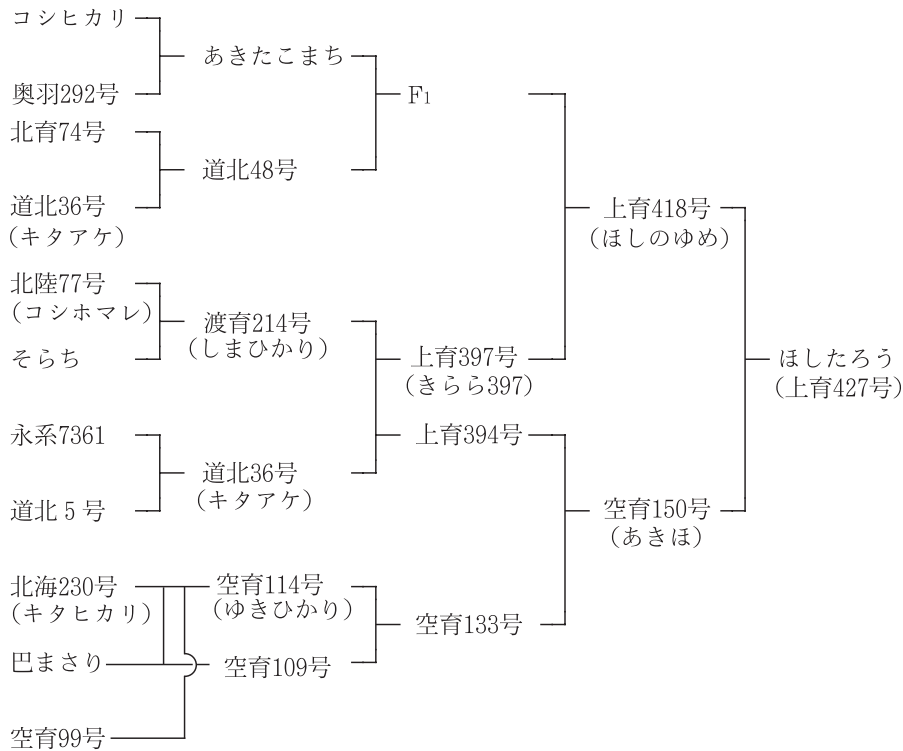 コシヒカリ
あきたこまち
奥羽292号
F1
北育74号
道北48号
道北36号
(キタアケ)
上育418号
(ほしのゆめ)
北陸77号
(コシホマレ)
渡育214号
(しまひかり)
そらち
上育397号
(きらら397)
ほしたろう
(上育427号)
永系7361
上育394号
道北36号
(キタアケ)
道北5号
空育150号
(あきほ)
北海230号
(キタヒカリ)
空育114号
(ゆきひかり)
空育133号
巴まさり
空育109号
空育99号